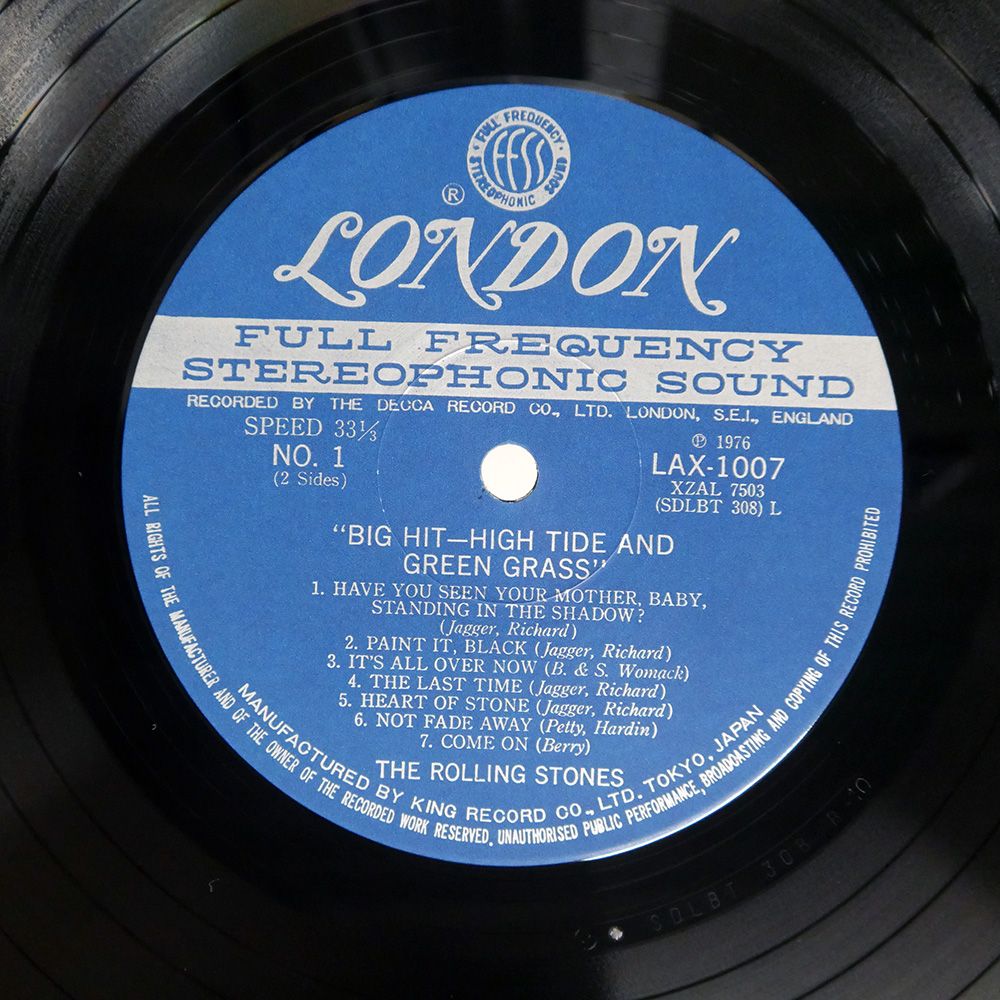 FULL FREQUENCY
ffss
STEREOPHONIC SOUND
®
LONDON
FULL FREQUENCY
STEREOPHONIC SOUND
RECORDED BY THE DECCA RECORD CO., LTD. LONDON, S.E.I., ENGLAND
SPEED 33⅓
NO. 1
(2 Sides)
℗ 1976
LAX-1007
XZAL 7503
(SDLBT 308) L
"BIG HIT—HIGH TIDE AND
GREEN GRASS"
1. HAVE YOU SEEN YOUR MOTHER, BABY,
STANDING IN THE SHADOW?
(Jagger, Richard)
2. PAINT IT, BLACK (Jagger, Richard)
3. IT'S ALL OVER NOW (B. & S. Womack)
4. THE LAST TIME (Jagger, Richard)
5. HEART OF STONE (Jagger, Richard)
6. NOT FADE AWAY (Petty, Hardin)
7. COME ON (Berry)
THE ROLLING STONES
MANUFACTURED BY KING RECORD CO., LTD. TOKYO, JAPAN
ALL RIGHTS OF THE MANUFACTURER AND OF THE OWNER OF THE RECORDED WORK RESERVED. UNAUTHORISED PUBLIC PERFORMANCE, BROADCASTING AND COPYING OF THIS RECORD PROHIBITED
SDLBT 308 R